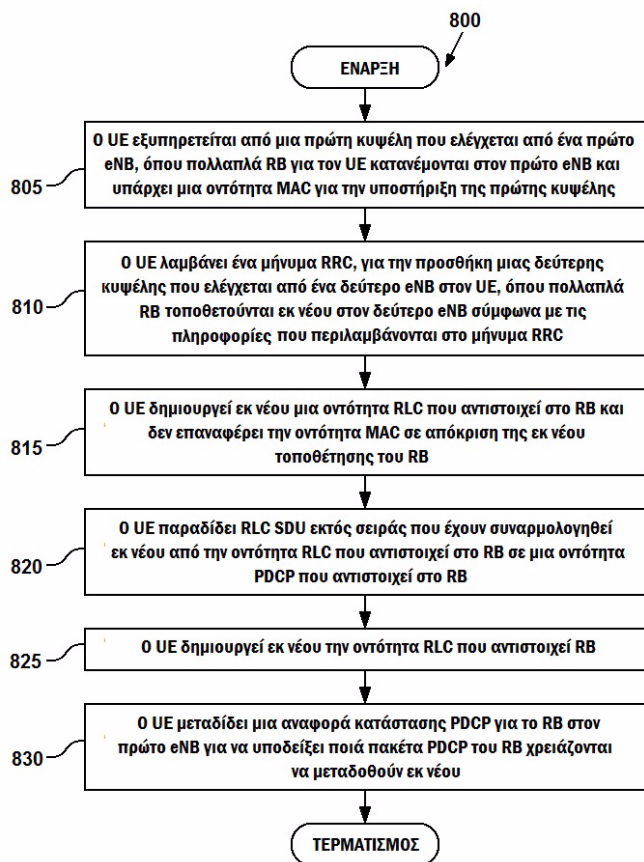 800
ΕΝΑΡΞΗ
Ο UE εξυπηρετείται από μια πρώτη κυψέλη που ελέγχεται από ένα πρώτο
eNB, όπου πολλαπλά RB για τον UE κατανέμονται στον πρώτο eNB και
υπάρχει μια οντότητα MAC για την υποστήριξη της πρώτης κυψέλης
805
Ο UE λαμβάνει ένα μήνυμα RRC, για την προσθήκη μιας δεύτερης
κυψέλης που ελέγχεται από ένα δεύτερο eNB στον UE, όπου πολλαπλά
RB τοποθετούνται εκ νέου στον δεύτερο eNB σύμφωνα με τις
πληροφορίες που περιλαμβάνονται στο μήνυμα RRC
810
Ο UE δημιουργεί εκ νέου μια οντότητα RLC που αντιστοιχεί στο RB και
δεν επαναφέρει την οντότητα MAC σε απόκριση της εκ νέου
τοποθέτησης του RB
815
Ο UE παραδίδει RLC SDU εκτός σειράς που έχουν συναρμολογηθεί
εκ νέου από την οντότητα RLC που αντιστοιχεί στο RB σε μια οντότητα
PDCP που αντιστοιχεί στο RB
820
Ο UE δημιουργεί εκ νέου την οντότητα RLC που αντιστοιχεί RB
825
Ο UE μεταδίδει μια αναφορά κατάστασης PDCP για το RB στον
πρώτο eNB για να υποδείξει ποιά πακέτα PDCP του RB χρειάζονται
να μεταδοθούν εκ νέου
830
ΤΕΡΜΑΤΙΣΜΟΣ